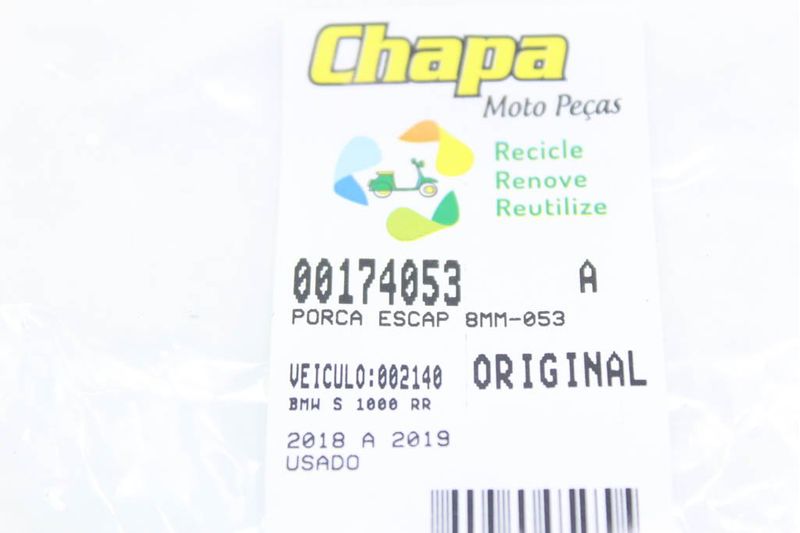 Chapa
Moto Peças
Recicle
Renove
Reutilize
00174053 A
PORCA ESCAP 8MM-053
VEICULO:002140 ORIGINAL
BMW S 1000 RR
2018 A 2019
USADO